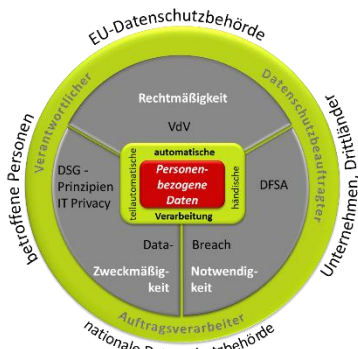 EU-Datenschutzbehörde
Verantwortlicher
Datenschutzbeauftragter
betroffene Personen
Unternehmen, Drittländer
Rechtmäßigkeit
VdV
automatische
teilautomatische
Personen-
bezogene
Daten
händische
Verarbeitung
DSG -
Prinzipien
IT Privacy
DFSA
Data-
Breach
Zweckmäßig-
keit
Notwendig-
keit
Auftragsverarbeiter
nationale